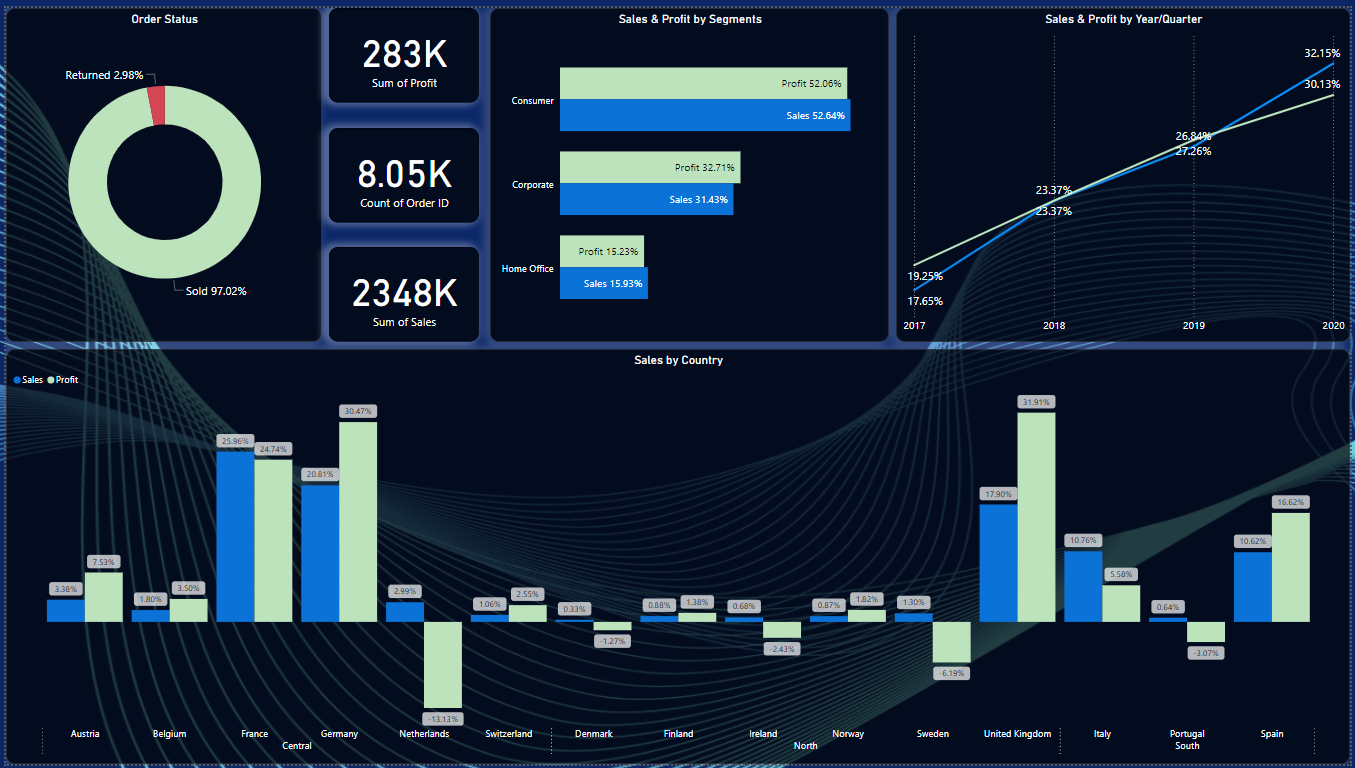 Order Status
Returned 2.98%
Sold 97.02%
283K
Sum of Profit
8.05K
Count of Order ID
2348K
Sum of Sales
Sales & Profit by Segments
Consumer
Profit 52.06%
Sales 52.64%
Corporate
Profit 32.71%
Sales 31.43%
Home Office
Profit 15.23%
Sales 15.93%
Sales & Profit by Year/Quarter
32.15%
30.13%
26.84%
27.26%
23.37%
23.37%
19.25%
17.65%
2017 2018 2019 2020
Sales by Country
Sales Profit
3.38% 7.53%
1.80% 3.50%
25.96% 24.74%
20.81% 30.47%
2.99% -13.13%
1.06% 2.55%
0.33% -1.27%
0.88% 1.38%
0.68% -2.43%
0.87% 1.82%
1.30% -6.19%
17.90% 31.91%
10.76% 5.58%
0.64% -3.07%
10.62% 16.62%
Austria Belgium France Germany Netherlands Switzerland Denmark Finland Ireland Norway Sweden United Kingdom Italy Portugal Spain
Central North South